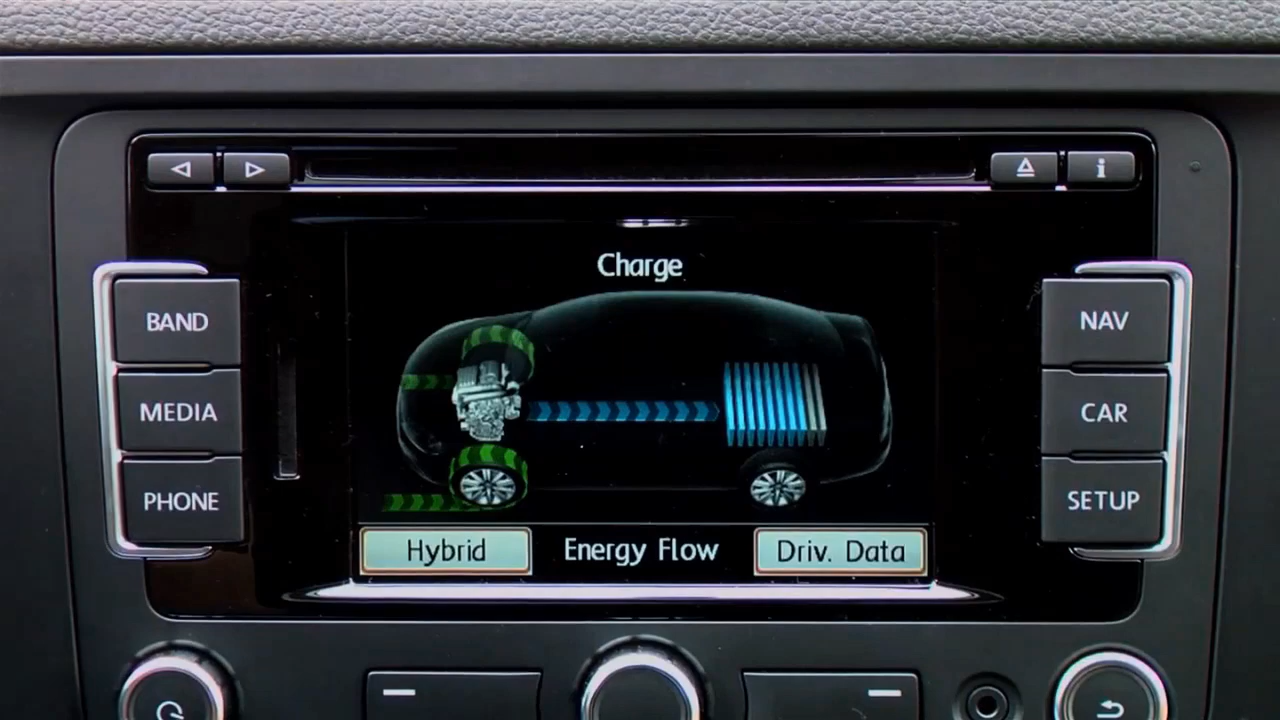 i
Charge
BAND
NAV
MEDIA
CAR
PHONE
SETUP
Hybrid
Energy Flow
Driv. Data